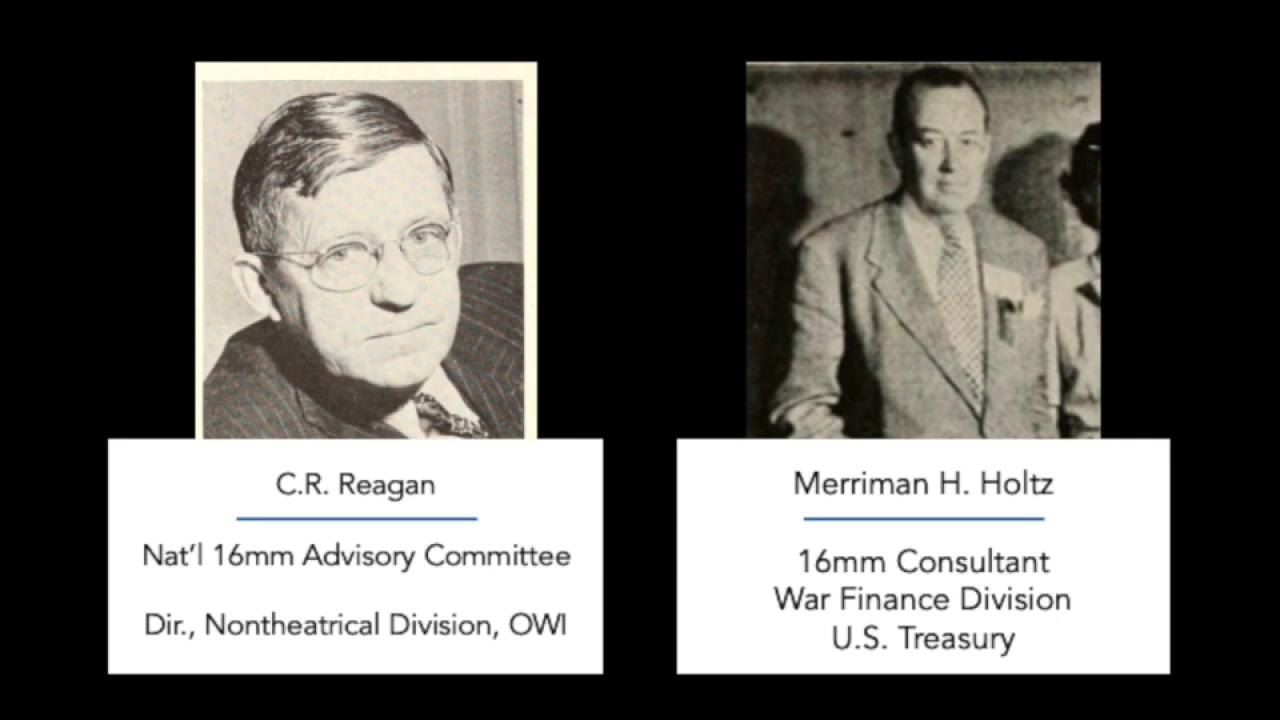 C.R. Reagan
Nat'l 16mm Advisory Committee
Dir., Nontheatrical Division, OWI
Merriman H. Holtz
16mm Consultant
War Finance Division
U.S. Treasury